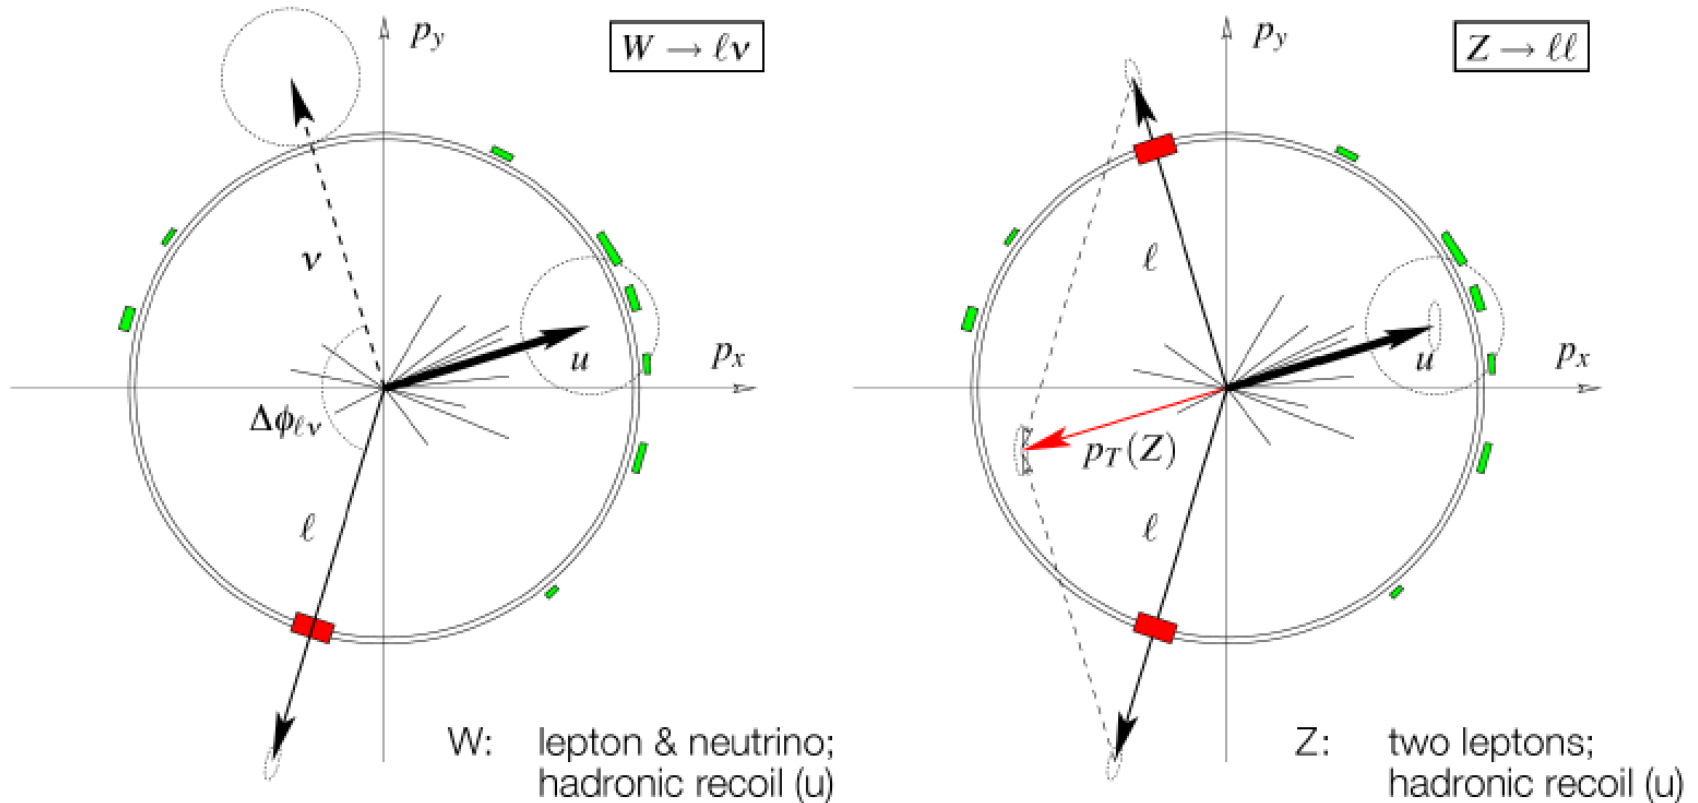 p_y
W → ℓν
ν
u
p_x
Δϕ_ℓν
ℓ
W: lepton & neutrino;
hadronic recoil (u)
p_y
Z → ℓℓ
ℓ
u
p_x
p_T(Z)
ℓ
Z: two leptons;
hadronic recoil (u)